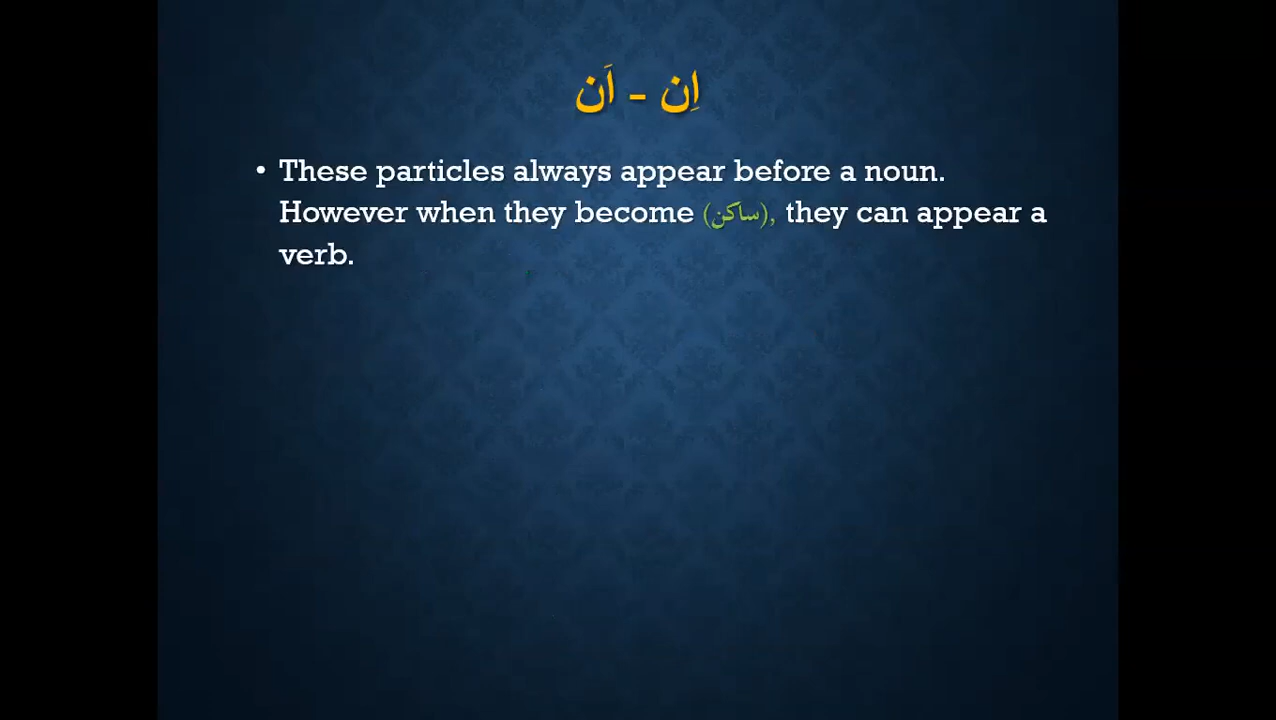 اِن - اَن
• These particles always appear before a noun.
However when they become (ساكن), they can appear a
verb.